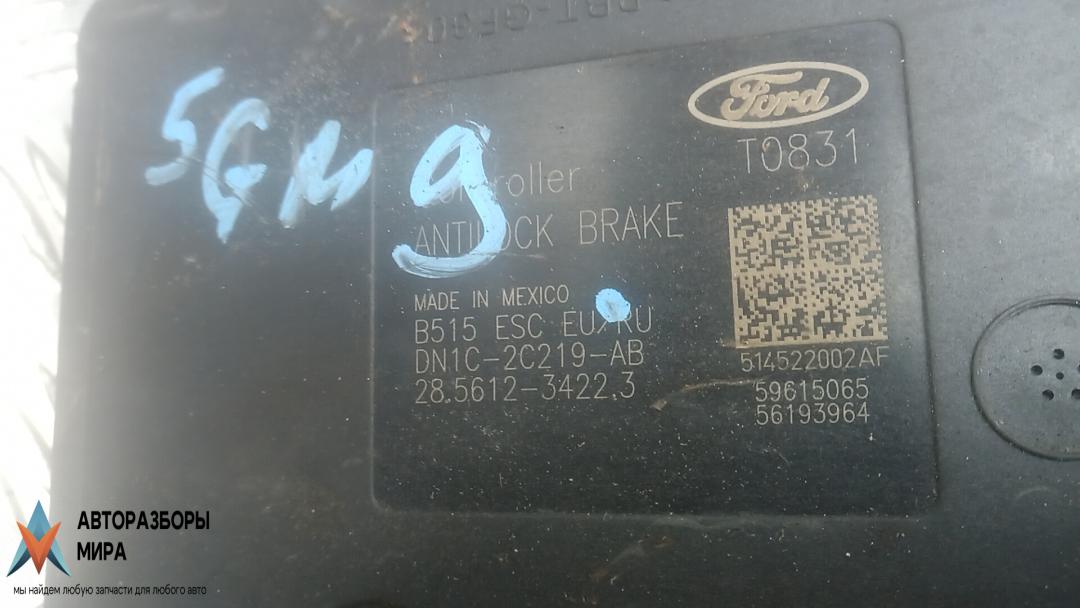 5GM 9
Ford
T0831
Controller
ANTILOCK BRAKE
MADE IN MEXICO
B515 ESC EU/RU
DN1C-2C219-AB
28.5612-3422.3
514522002AF
59615065
56193964
АВТОРАЗБОРЫ
МИРА
мы найдем любую запчасти для любого авто